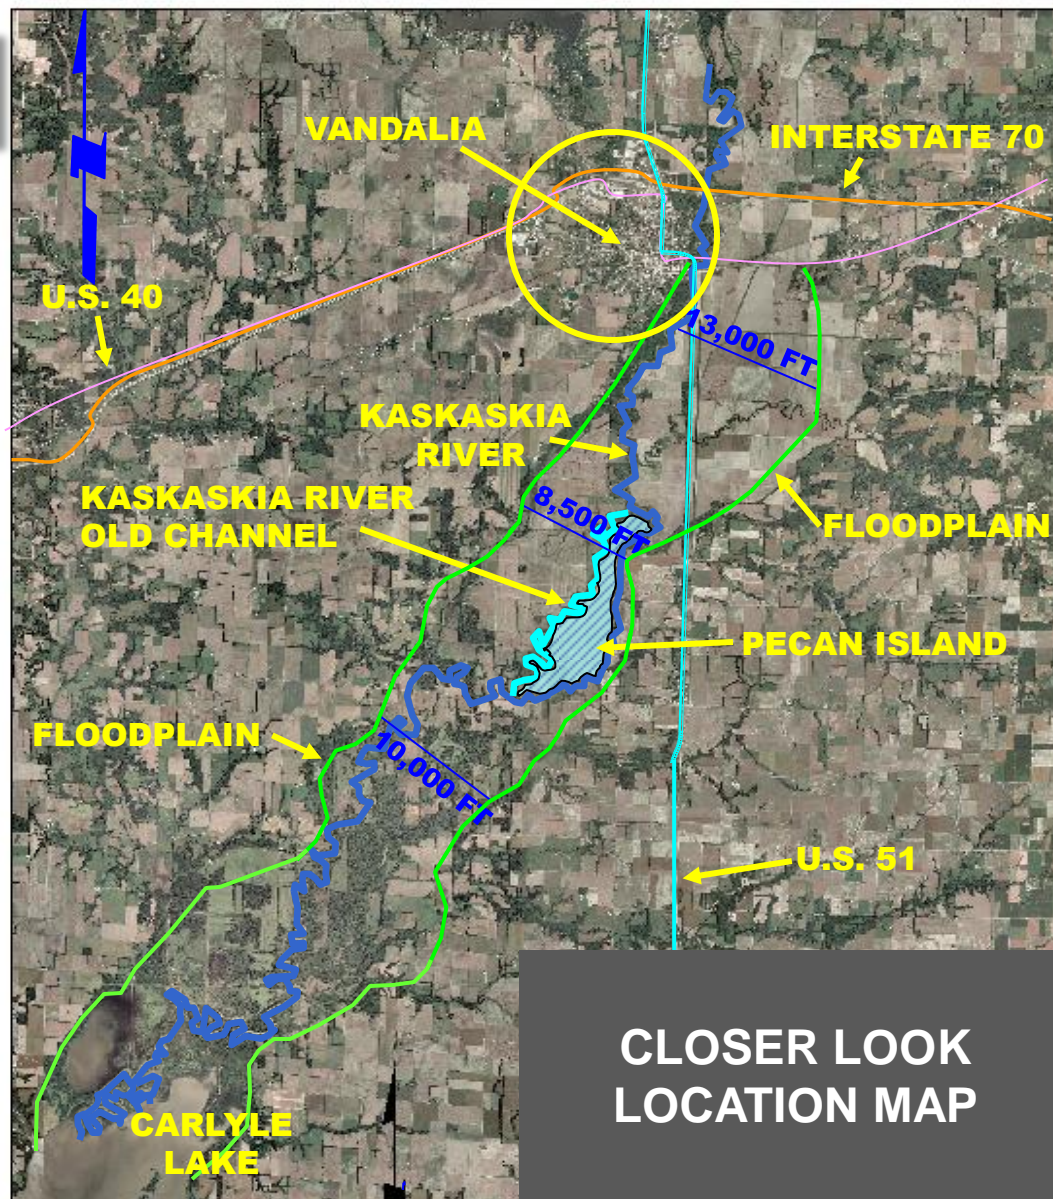 VANDALIA
INTERSTATE 70
U.S. 40
13,000 FT
KASKASKIA
RIVER
KASKASKIA RIVER
OLD CHANNEL
8,500 FT
FLOODPLAIN
PECAN ISLAND
FLOODPLAIN
10,000 FT
U.S. 51
CARLYLE
LAKE
CLOSER LOOK
LOCATION MAP